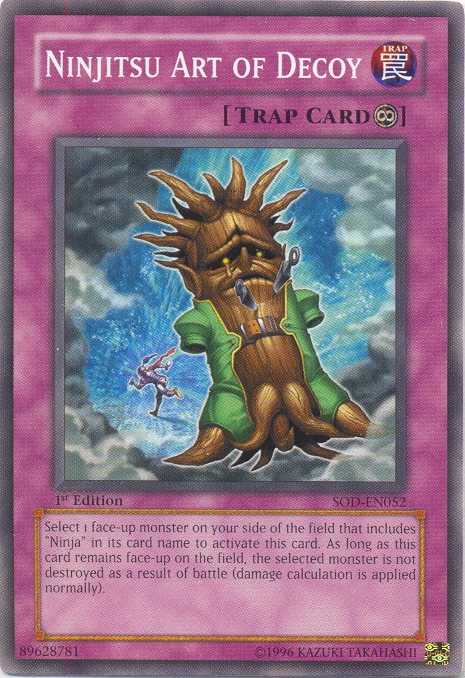 NINJITSU ART OF DECOY
TRAP
罠
[TRAP CARD∞]
1st Edition
SOD-EN052
Select 1 face-up monster on your side of the field that includes
"Ninja" in its card name to activate this card. As long as this
card remains face-up on the field, the selected monster is not
destroyed as a result of battle (damage calculation is applied
normally).
89628781
©1996 KAZUKI TAKAHASHI